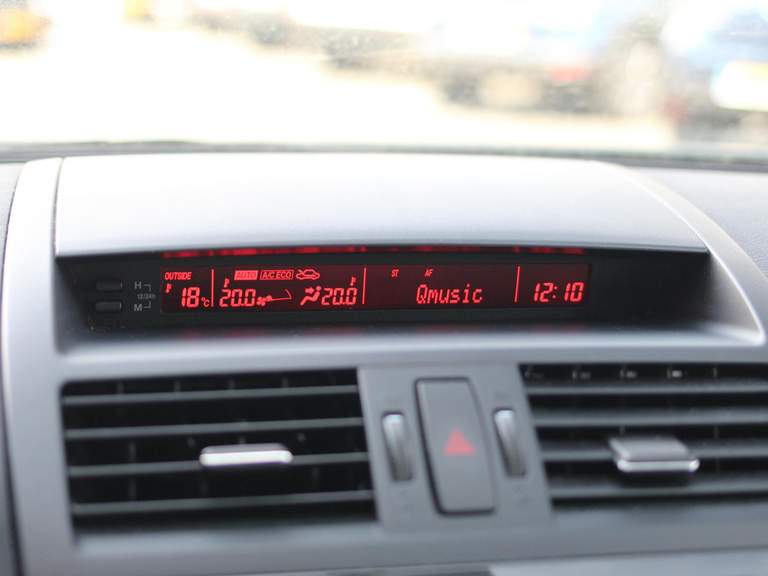 OUTSIDE AUTO A/C ECO ST AF
18°C 20.0 20.0 Qmusic 12:10
H
12/24h
M